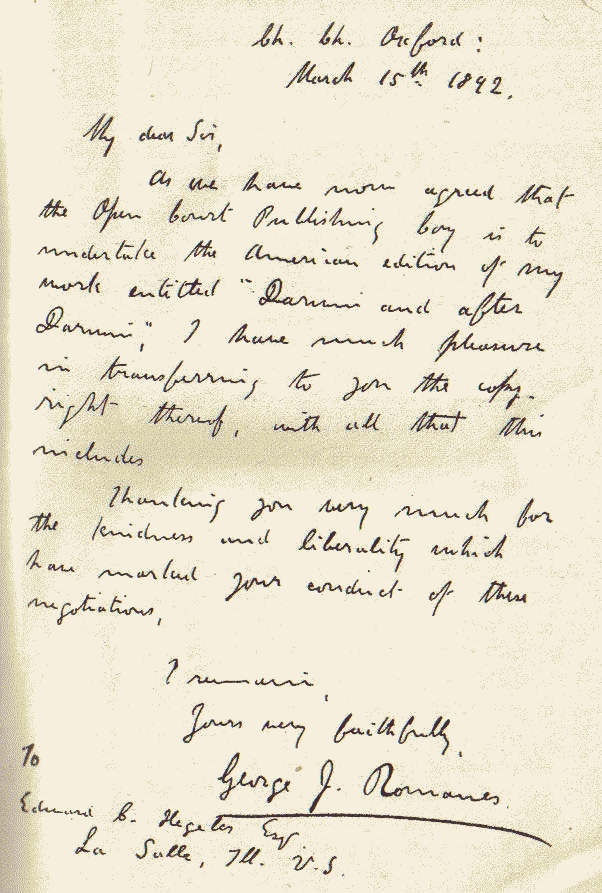 Ch. Ch. Oxford:
March 15th 1892.
My dear Sir,
As we have now agreed that
the Open Court Publishing Coy is to
undertake the American edition of my
work entitled "Darwin and after
Darwin", I have much pleasure
in transferring to you the copy-
right thereof, with all that this
includes
Thanking you very much for
the kindness and liberality which
have marked your conduct of these
negotiations,
I remain,
Yours very faithfully,
George J. Romanes.
To
Edward C. Hegeler Esq
La Salle, Ill. U.S.